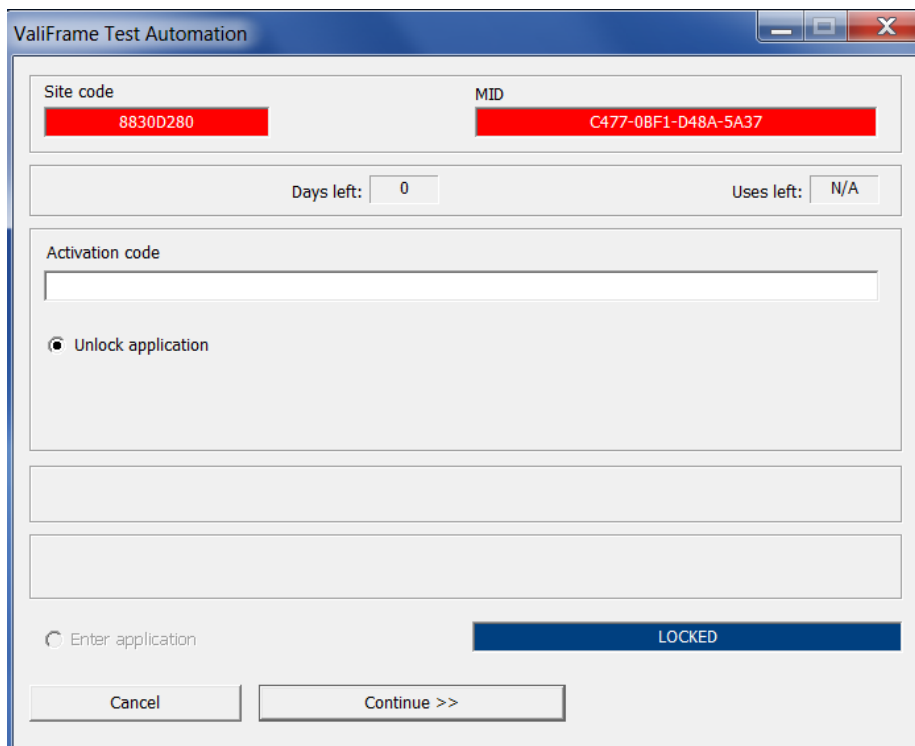 ValiFrame Test Automation
Site code
MID
8830D280
C477-0BF1-D48A-5A37
Days left: 0
Uses left: N/A
Activation code
Unlock application
Enter application
LOCKED
Cancel
Continue >>